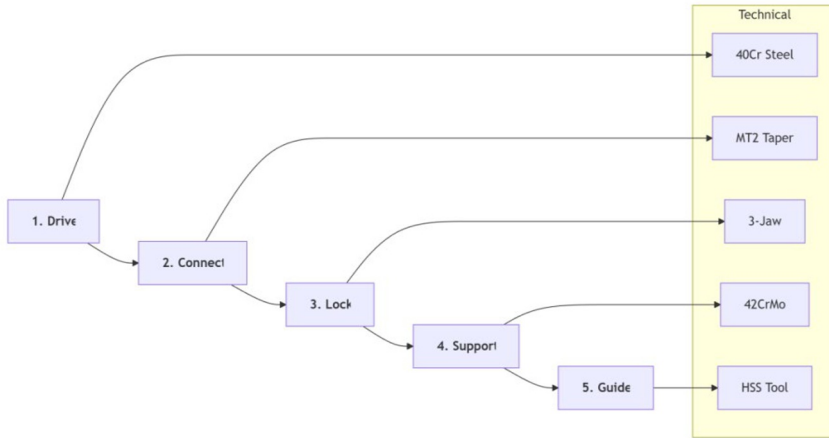 Technical
40Cr Steel
MT2 Taper
1. Drive
3-Jaw
2. Connect
3. Lock
42CrMo
4. Support
5. Guide
HSS Tool